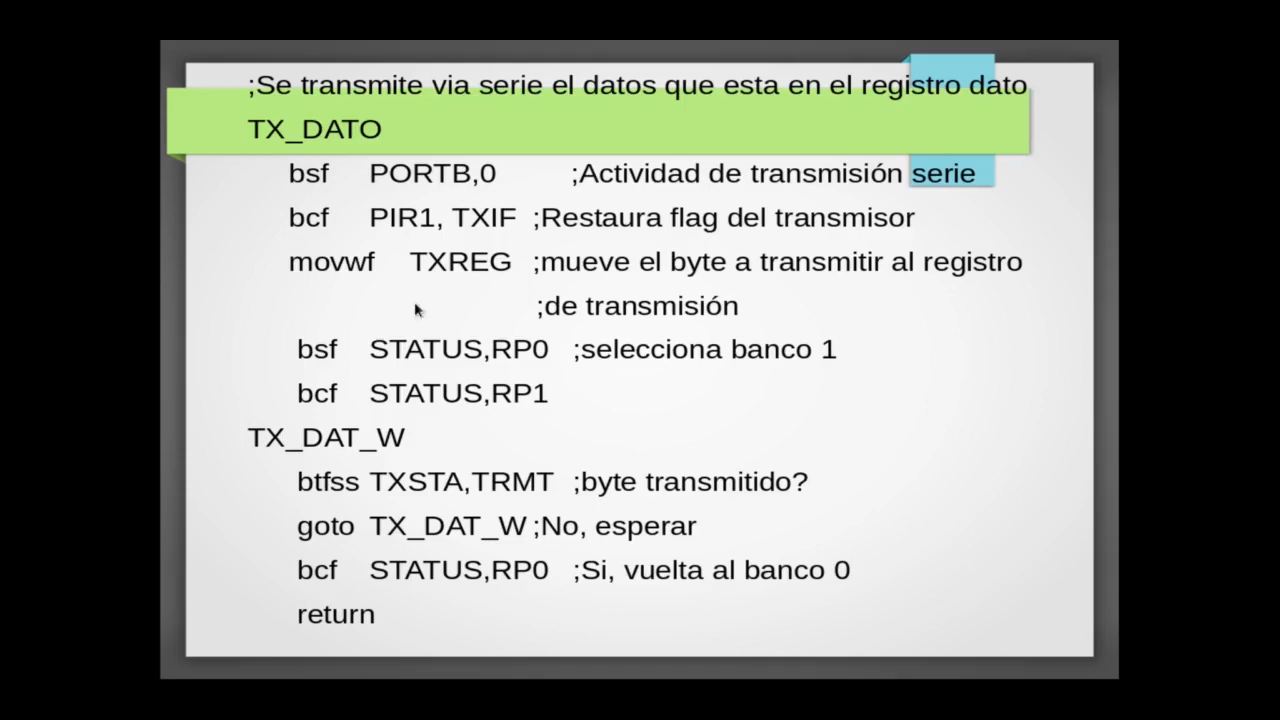 ;Se transmite via serie el datos que esta en el registro dato
TX_DATO
bsf PORTB,0 ;Actividad de transmisión serie
bcf PIR1, TXIF ;Restaura flag del transmisor
movwf TXREG ;mueve el byte a transmitir al registro
;de transmisión
bsf STATUS,RP0 ;selecciona banco 1
bcf STATUS,RP1
TX_DAT_W
btfss TXSTA,TRMT ;byte transmitido?
goto TX_DAT_W ;No, esperar
bcf STATUS,RP0 ;Si, vuelta al banco 0
return